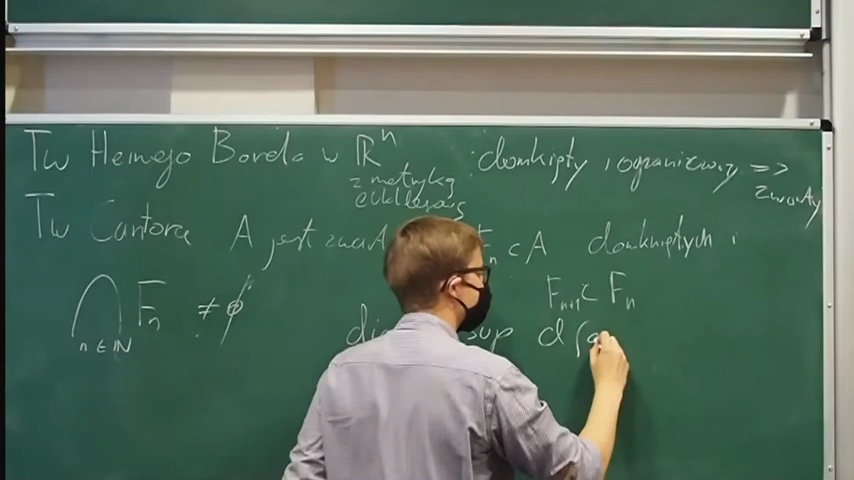 Tw Heinego Borela w ℝⁿ : domknięty i ograniczony =>
z metryką zwarty
euklidesową
Tw Cantora A jest zwart Fₙ ⊂ A domkniętych i
⋂ Fₙ ≠ ∅ Fₙ₊₁ ⊂ Fₙ
n ∈ ℕ sup d(a